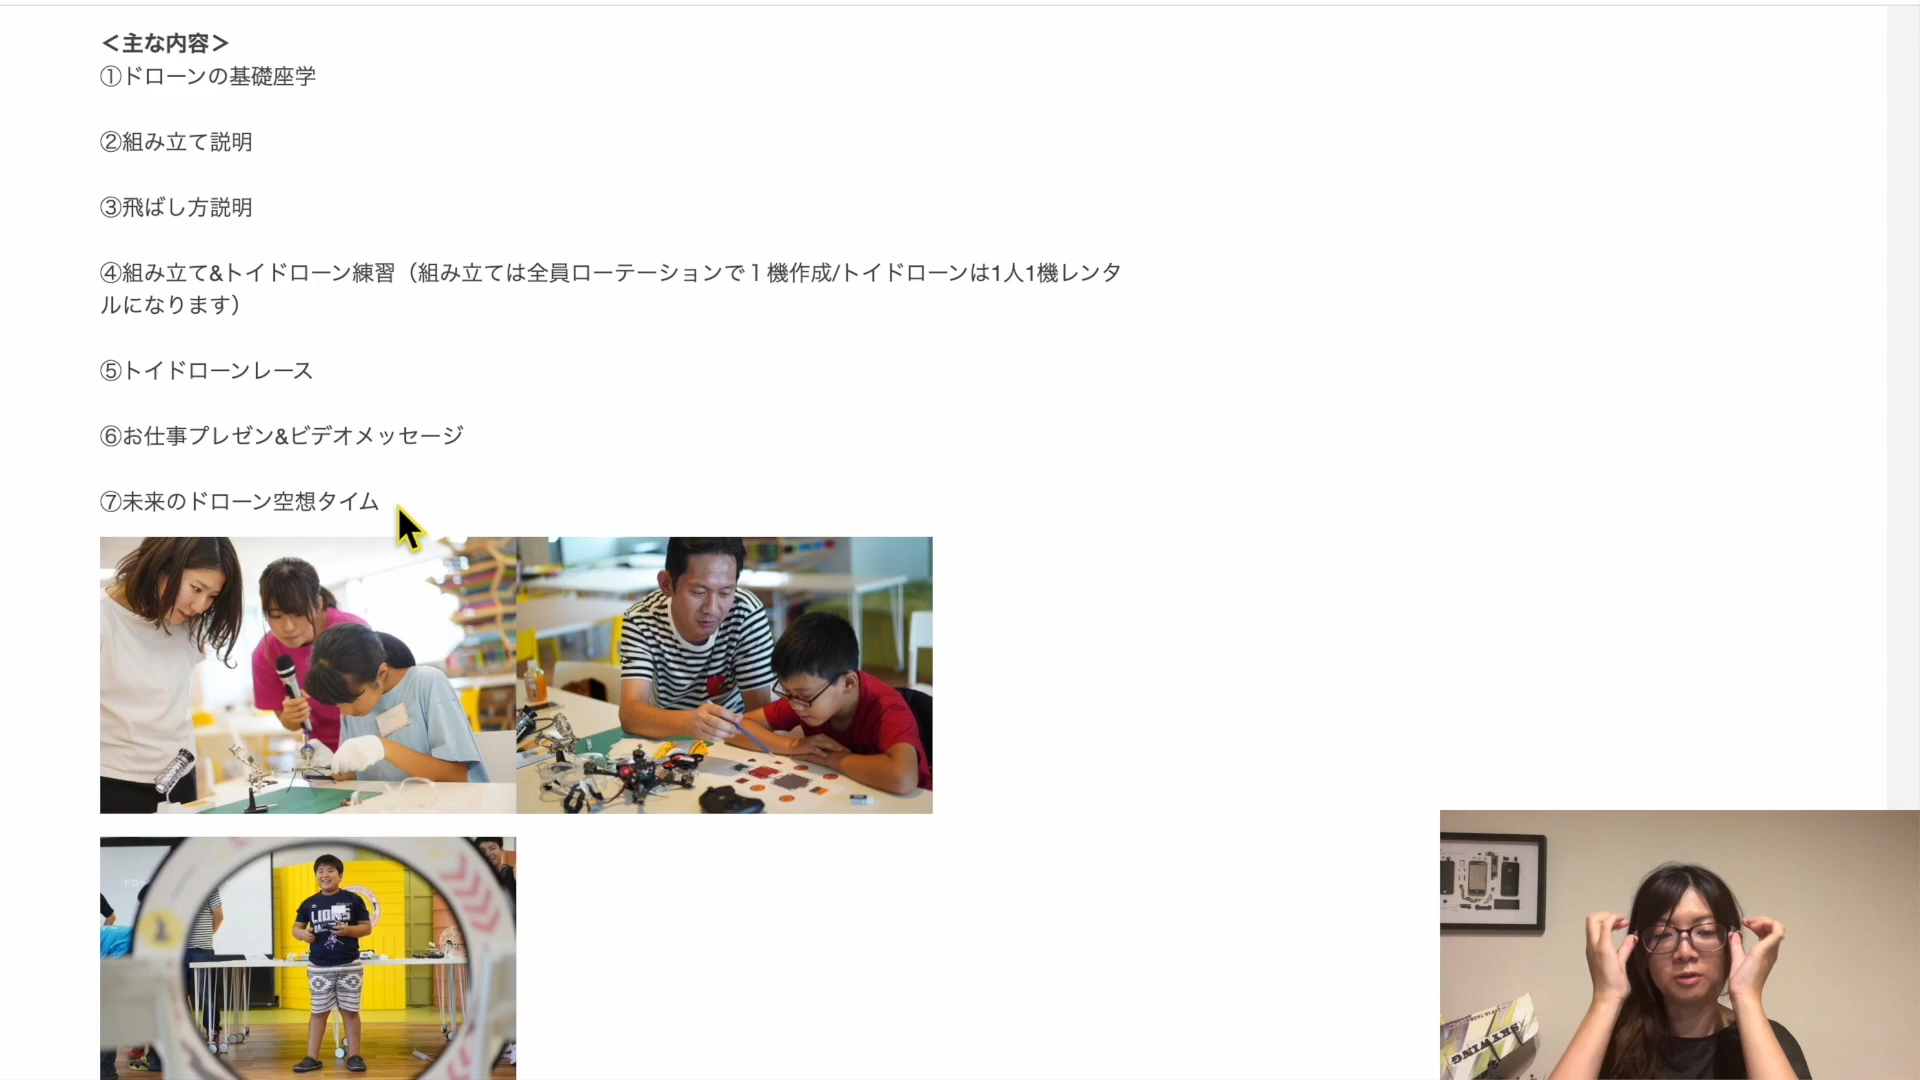 ＜主な内容＞
①ドローンの基礎座学
②組み立て説明
③飛ばし方説明
④組み立て&トイドローン練習（組み立ては全員ローテーションで１機作成/トイドローンは1人1機レンタ
ルになります）
⑤トイドローンレース
⑥お仕事プレゼン&ビデオメッセージ
⑦未来のドローン空想タイム
LIONS
SKYWING